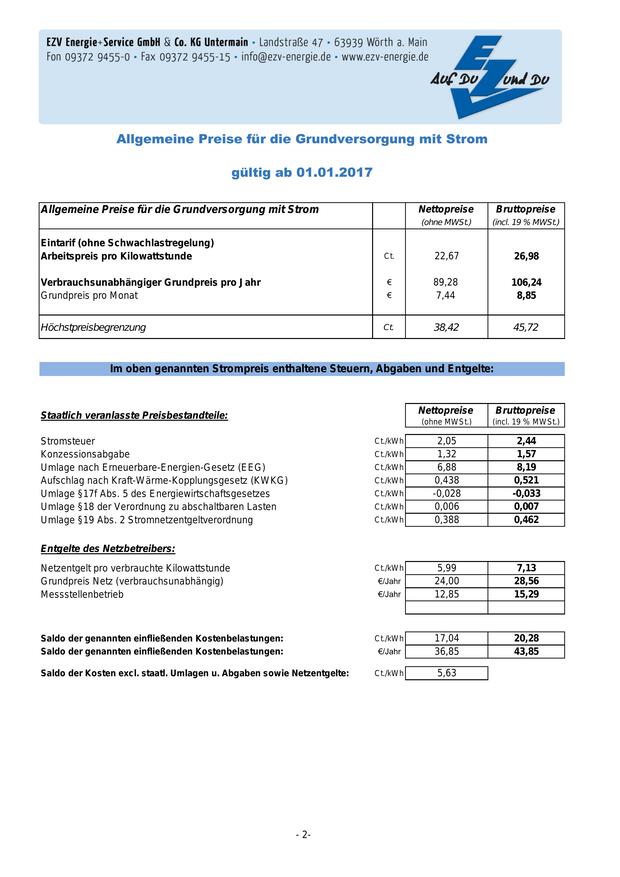 EZV Energie+Service GmbH & Co. KG Untermain • Landstraße 47 • 63939 Wörth a. Main
Fon 09372 9455-0 • Fax 09372 9455-15 • info@ezv-energie.de • www.ezv-energie.de
EZV
Auf Du und Du
Allgemeine Preise für die Grundversorgung mit Strom
gültig ab 01.01.2017
Allgemeine Preise für die Grundversorgung mit Strom Nettopreise Bruttopreise
(ohne MWSt.) (incl. 19 % MWSt.)
Eintarif (ohne Schwachlastregelung)
Arbeitspreis pro Kilowattstunde Ct. 22,67 26,98
Verbrauchsunabhängiger Grundpreis pro Jahr € 89,28 106,24
Grundpreis pro Monat € 7,44 8,85
Höchstpreisbegrenzung Ct. 38,42 45,72
Im oben genannten Strompreis enthaltene Steuern, Abgaben und Entgelte:
Staatlich veranlasste Preisbestandteile: Nettopreise Bruttopreise
(ohne MWSt.) (incl. 19 % MWSt.)
Stromsteuer Ct./kWh 2,05 2,44
Konzessionsabgabe Ct./kWh 1,32 1,57
Umlage nach Erneuerbare-Energien-Gesetz (EEG) Ct./kWh 6,88 8,19
Aufschlag nach Kraft-Wärme-Kopplungsgesetz (KWKG) Ct./kWh 0,438 0,521
Umlage §17f Abs. 5 des Energiewirtschaftsgesetzes Ct./kWh -0,028 -0,033
Umlage §18 der Verordnung zu abschaltbaren Lasten Ct./kWh 0,006 0,007
Umlage §19 Abs. 2 Stromnetzentgeltverordnung Ct./kWh 0,388 0,462
Entgelte des Netzbetreibers:
Netzentgelt pro verbrauchte Kilowattstunde Ct./kWh 5,99 7,13
Grundpreis Netz (verbrauchsunabhängig) €/Jahr 24,00 28,56
Messstellenbetrieb €/Jahr 12,85 15,29
Saldo der genannten einfließenden Kostenbelastungen: Ct./kWh 17,04 20,28
Saldo der genannten einfließenden Kostenbelastungen: €/Jahr 36,85 43,85
Saldo der Kosten excl. staatl. Umlagen u. Abgaben sowie Netzentgelte: Ct./kWh 5,63
- 2-